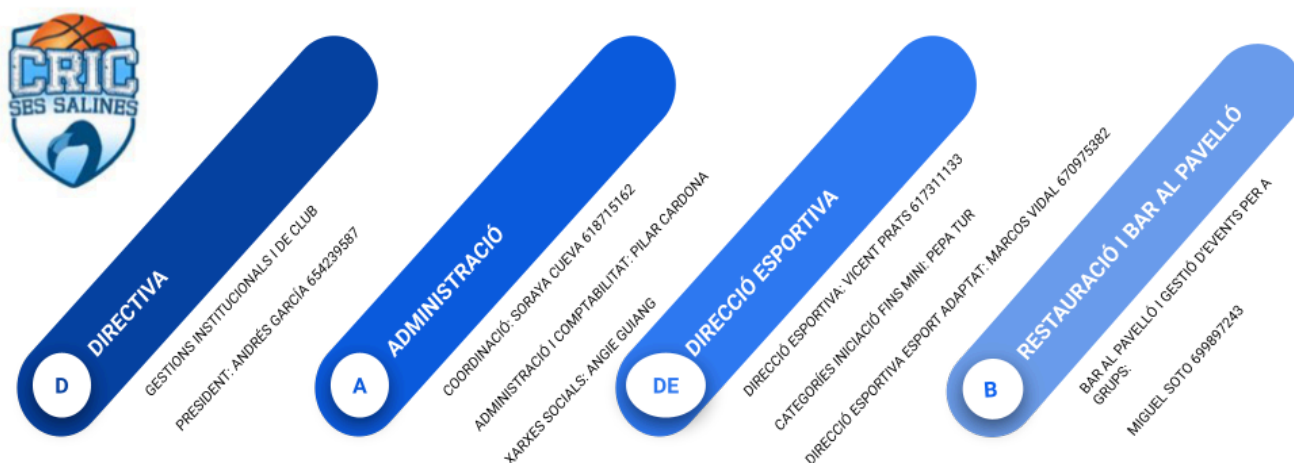 CRIC
SES SALINES
DIRECTIVA
GESTIONS INSTITUCIONALS I DE CLUB
PRESIDENT: ANDRÉS GARCÍA 654239587
D
ADMINISTRACIÓ
COORDINACIÓ: SORAYA CUEVA 618715162
ADMINISTRACIÓ I COMPTABILITAT: PILAR CARDONA
XARXES SOCIALS: ANGIE GUIANG
A
DIRECCIÓ ESPORTIVA
DIRECCIÓ ESPORTIVA: VICENT PRATS 617311133
CATEGORÍES INICIACIÓ FINS MINI: PEPA TUR
DIRECCIÓ ESPORTIVA ESPORT ADAPTAT: MARCOS VIDAL 670975382
DE
RESTAURACIÓ I BAR AL PAVELLÓ
BAR AL PAVELLÓ I GESTIÓ D'EVENTS PER A
GRUPS:
MIGUEL SOTO 699897243
B